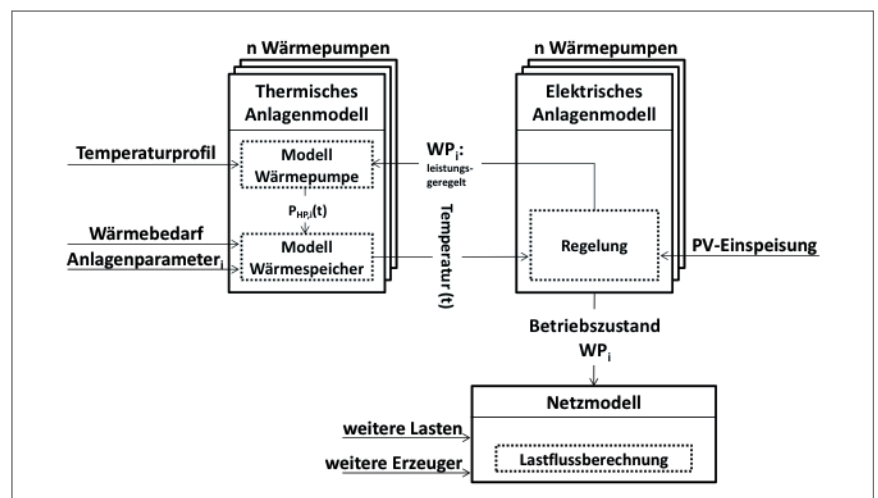 n Wärmepumpen
Thermisches
Anlagenmodell
Temperaturprofil
Modell
Wärmepumpe
P_HP,i(t)
Wärmebedarf
Anlagenparameter_i
Modell
Wärmespeicher
WP_i:
leistungs-
geregelt
Temperatur (t)
n Wärmepumpen
Elektrisches
Anlagenmodell
Regelung
PV-Einspeisung
Betriebszustand
WP_i
Netzmodell
weitere Lasten
weitere Erzeuger
Lastflussberechnung